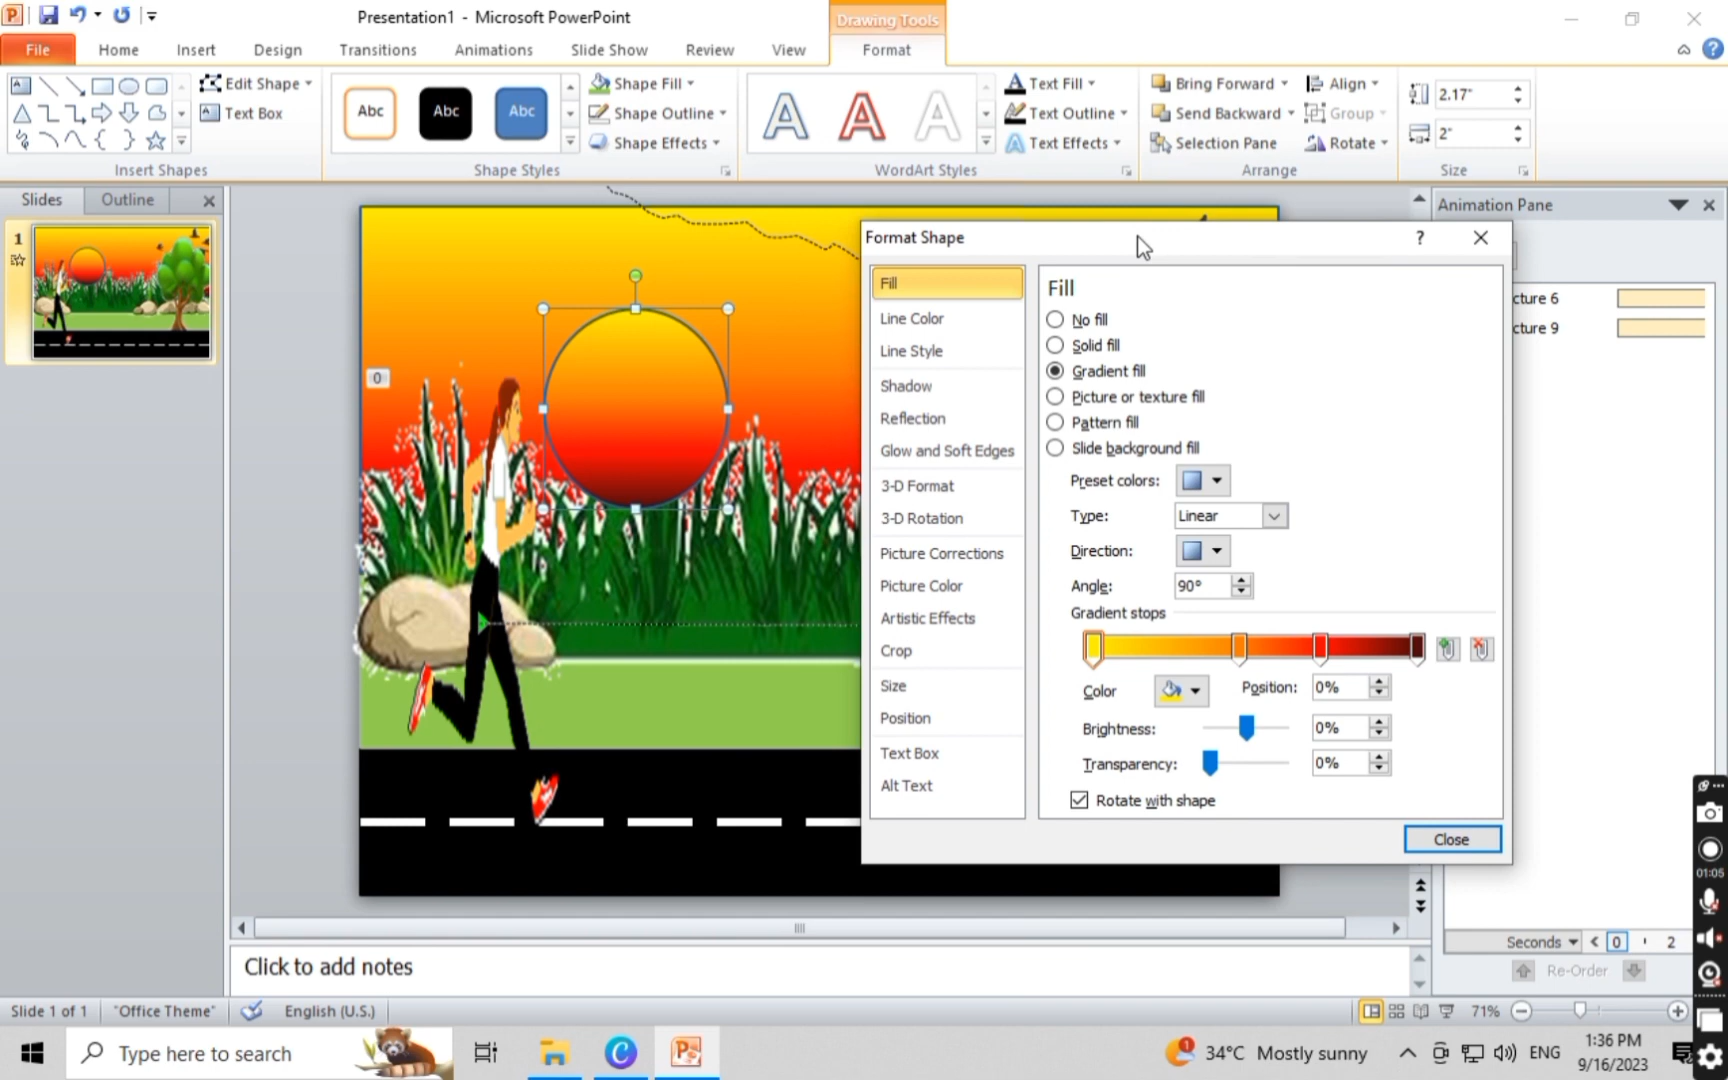 Presentation1 - Microsoft PowerPoint
Drawing Tools
File
Home
Insert
Design
Transitions
Animations
Slide Show
Review
View
Format
Edit Shape
Text Box
Insert Shapes
Abc
Abc
Abc
Shape Fill
Shape Outline
Shape Effects
Shape Styles
A
A
A
Text Fill
Text Outline
Text Effects
WordArt Styles
Bring Forward
Send Backward
Selection Pane
Align
Group
Rotate
Arrange
2.17"
2"
Size
Slides
Outline
1
0
Format Shape
Fill
Line Color
Line Style
Shadow
Reflection
Glow and Soft Edges
3-D Format
3-D Rotation
Picture Corrections
Picture Color
Artistic Effects
Crop
Size
Position
Text Box
Alt Text
Fill
No fill
Solid fill
Gradient fill
Picture or texture fill
Pattern fill
Slide background fill
Preset colors:
Type: Linear
Direction:
Angle: 90°
Gradient stops
Color
Position: 0%
Brightness: 0%
Transparency: 0%
Rotate with shape
Close
Animation Pane
cture 6
cture 9
Seconds
0
2
Re-Order
Click to add notes
Slide 1 of 1
"Office Theme"
English (U.S.)
71%
01:05
Type here to search
1
34°C Mostly sunny
ENG
1:36 PM
9/16/2023